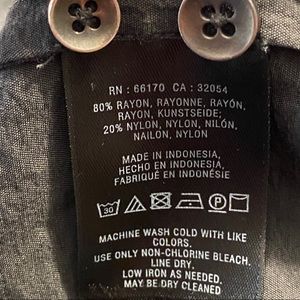 RN : 66170 CA : 32054
80% RAYON, RAYONNE, RAYÓN,
RAYON, KUNSTSEIDE;
20% NYLON, NYLON, NILÓN,
NAILON, NYLON
MADE IN INDONESIA,
HECHO EN INDONESIA,
FABRIQUÉ EN INDONÉSIE
30
P
MACHINE WASH COLD WITH LIKE
COLORS.
USE ONLY NON-CHLORINE BLEACH.
LINE DRY.
LOW IRON AS NEEDED.
MAY BE DRY CLEANED